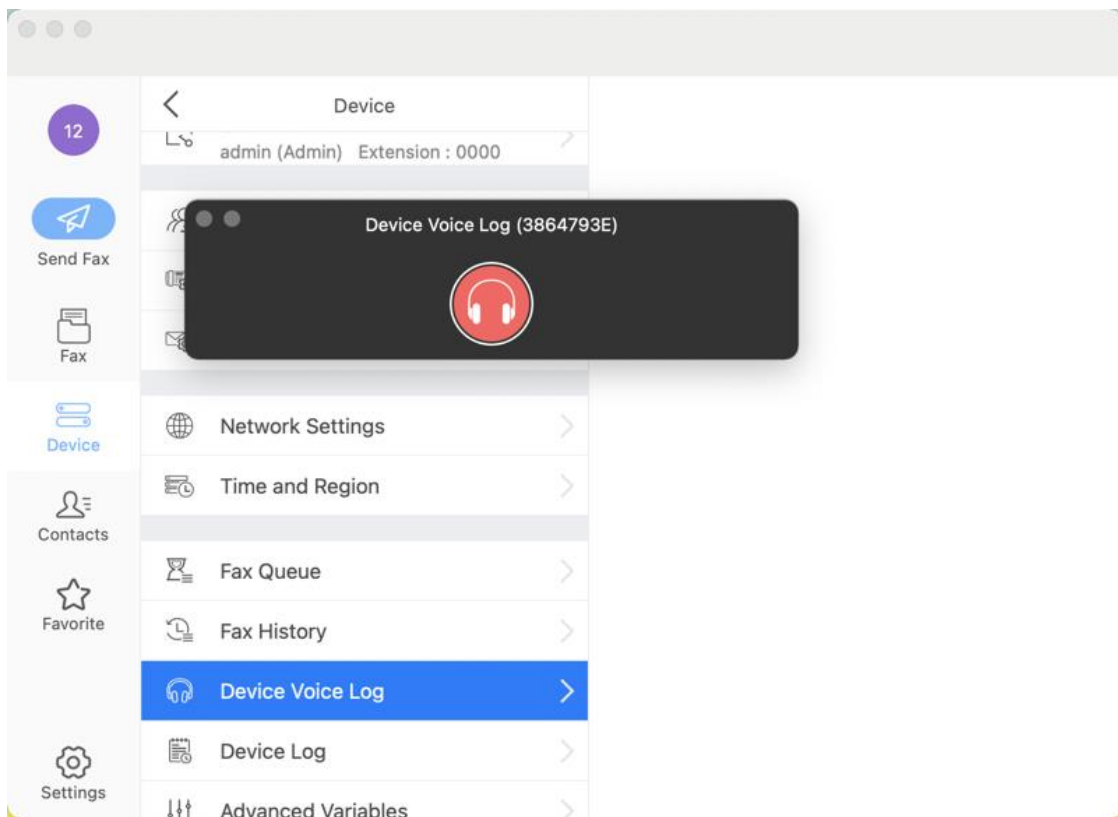 12
Send Fax
Fax
Device
Contacts
Favorite
Settings
Device
admin (Admin) Extension : 0000
Device Voice Log (3864793E)
Network Settings
Time and Region
Fax Queue
Fax History
Device Voice Log
Device Log
Advanced Variables